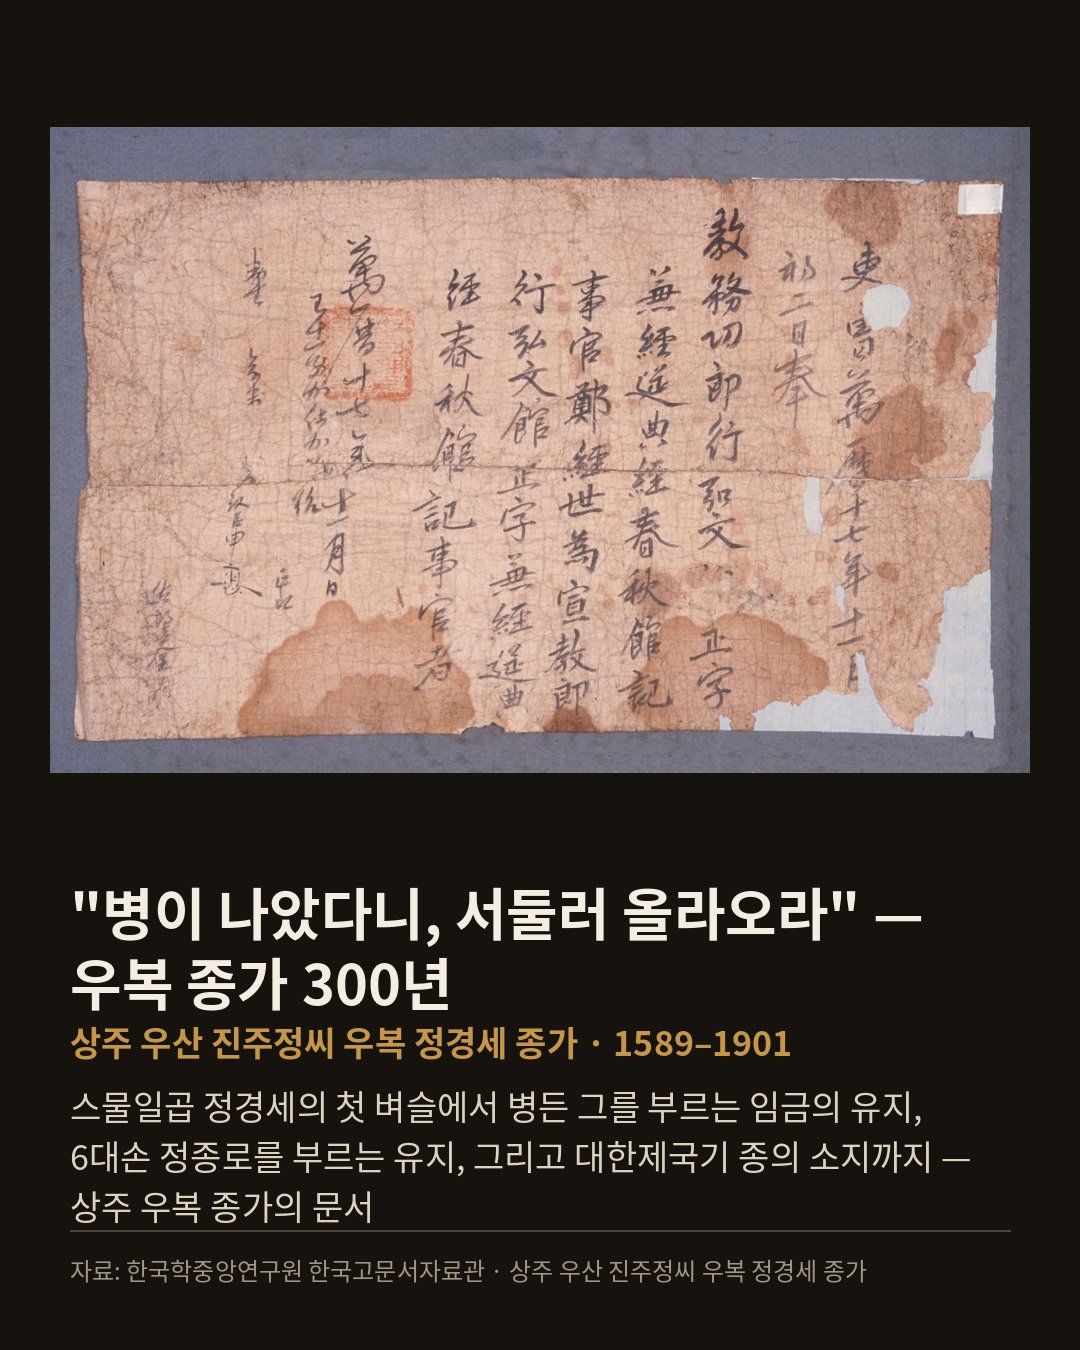 吏曹萬曆十七年十一月
初二日奉
教務功郎行弘文 正字
兼經筵典經春秋館記
事官鄭經世為宣教郎
行弘文館正字兼經筵典
經春秋館記事官者
萬曆十七年十一月 日
"병이 나았다니, 서둘러 올라오라" —
우복 종가 300년
상주 우산 진주정씨 우복 정경세 종가 · 1589–1901
스물일곱 정경세의 첫 벼슬에서 병든 그를 부르는 임금의 유지,
6대손 정종로를 부르는 유지, 그리고 대한제국기 종의 소지까지 —
상주 우복 종가의 문서
자료: 한국학중앙연구원 한국고문서자료관 · 상주 우산 진주정씨 우복 정경세 종가